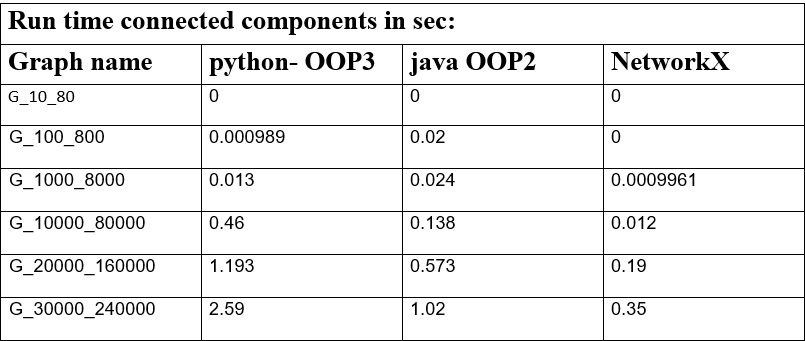 Run time connected components in sec:
Graph name python- OOP3 java OOP2 NetworkX
G_10_80 0 0 0
G_100_800 0.000989 0.02 0
G_1000_8000 0.013 0.024 0.0009961
G_10000_80000 0.46 0.138 0.012
G_20000_160000 1.193 0.573 0.19
G_30000_240000 2.59 1.02 0.35